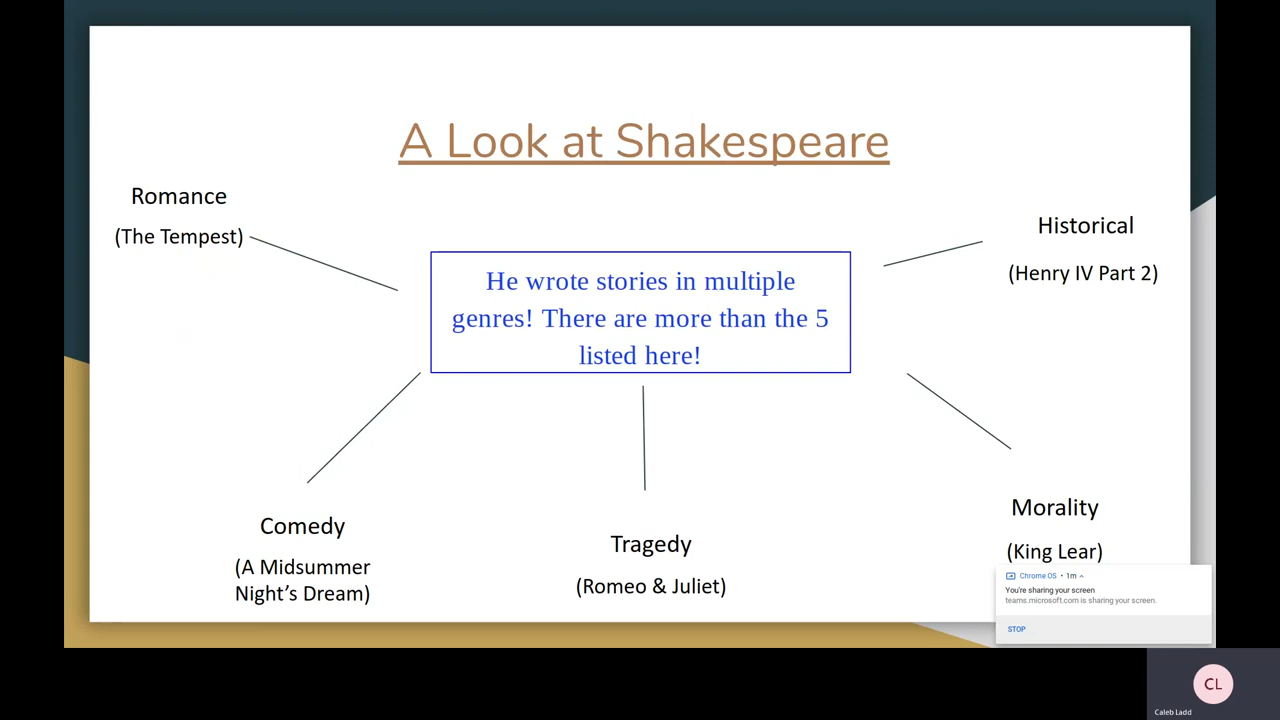 A Look at Shakespeare
Romance
(The Tempest)
Historical
(Henry IV Part 2)
He wrote stories in multiple
genres! There are more than the 5
listed here!
Comedy
(A Midsummer
Night’s Dream)
Tragedy
(Romeo & Juliet)
Morality
(King Lear)
Chrome OS • 1m
You're sharing your screen
teams.microsoft.com is sharing your screen.
STOP
CL
Caleb Ladd